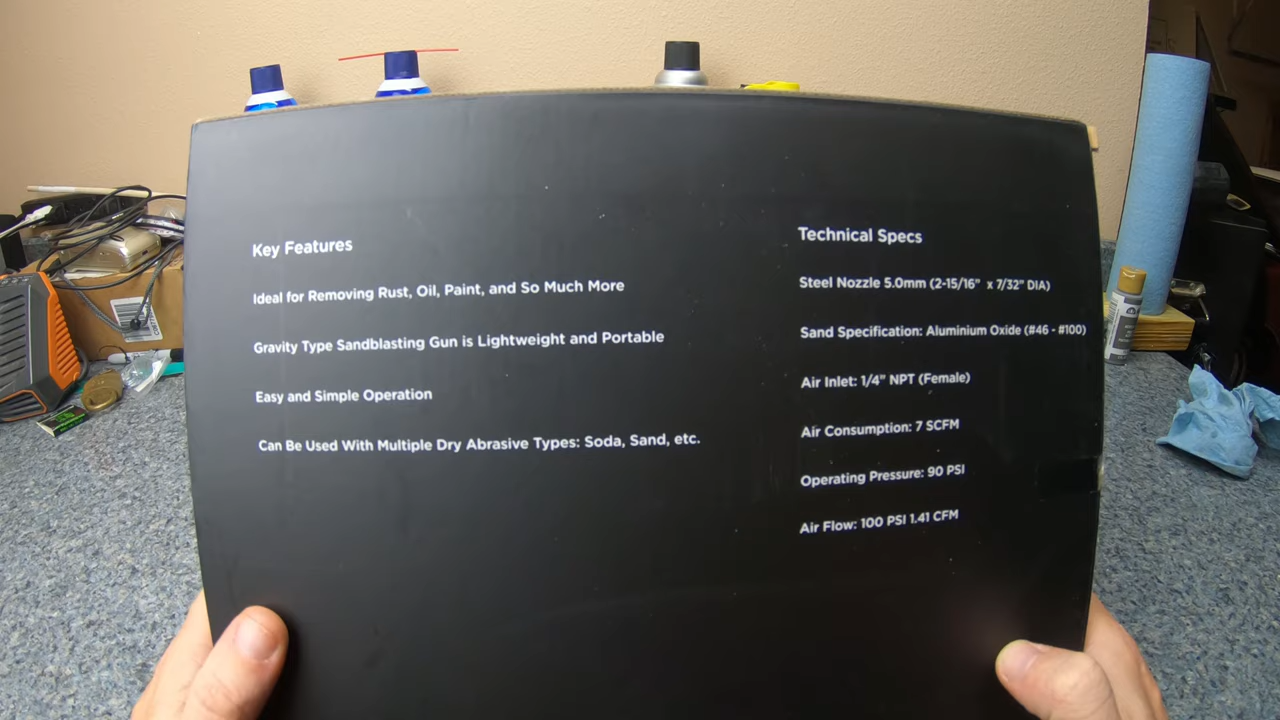 Key Features
Ideal for Removing Rust, Oil, Paint, and So Much More
Gravity Type Sandblasting Gun is Lightweight and Portable
Easy and Simple Operation
Can Be Used With Multiple Dry Abrasive Types: Soda, Sand, etc.
Technical Specs
Steel Nozzle 5.0mm (2-15/16" x 7/32" DIA)
Sand Specification: Aluminium Oxide (#46 - #100)
Air Inlet: 1/4" NPT (Female)
Air Consumption: 7 SCFM
Operating Pressure: 90 PSI
Air Flow: 100 PSI 1.41 CFM